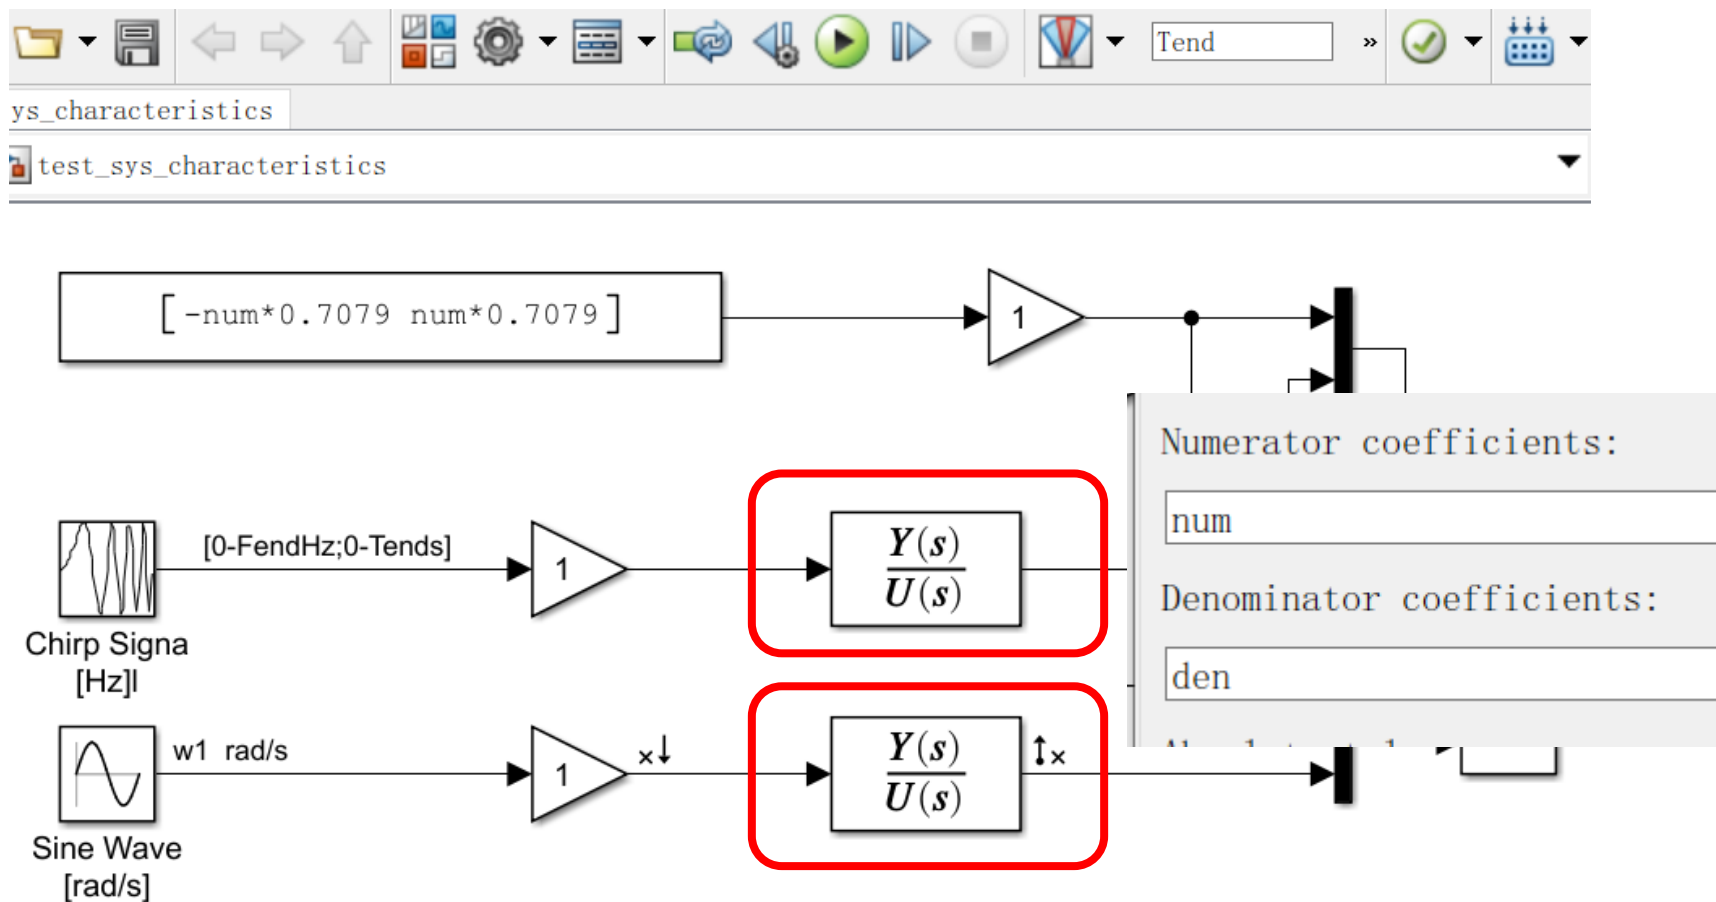 Tend
»
ys_characteristics
test_sys_characteristics
[-num*0.7079 num*0.7079]
1
Numerator coefficients:
num
[0-FendHz;0-Tends]
1
Y(s)
U(s)
Denominator coefficients:
Chirp Signa
[Hz]l
den
w1 rad/s
1
Y(s)
U(s)
Sine Wave
[rad/s]